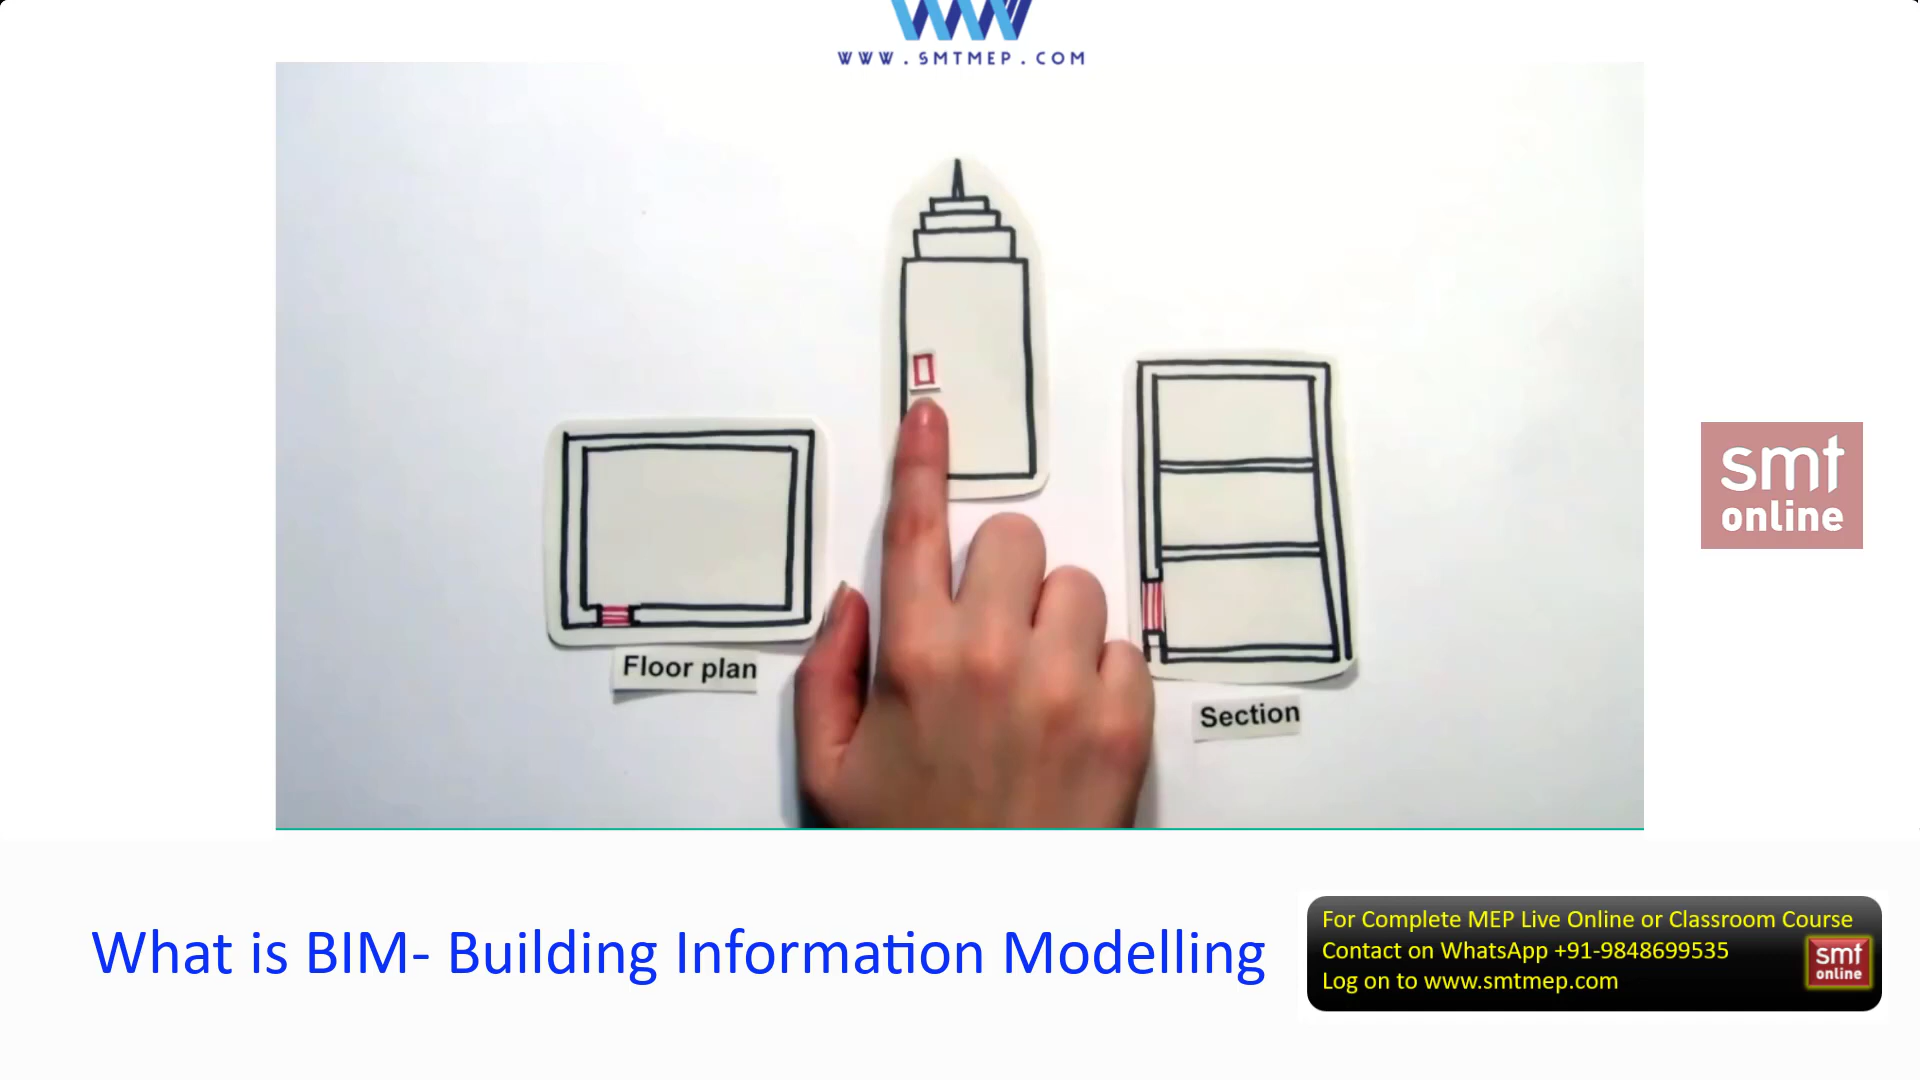 WWW.SMTMEP.COM
Floor plan
Section
smt
online
What is BIM- Building Information Modelling
For Complete MEP Live Online or Classroom Course
Contact on WhatsApp +91-9848699535
Log on to www.smtmep.com
smt
online